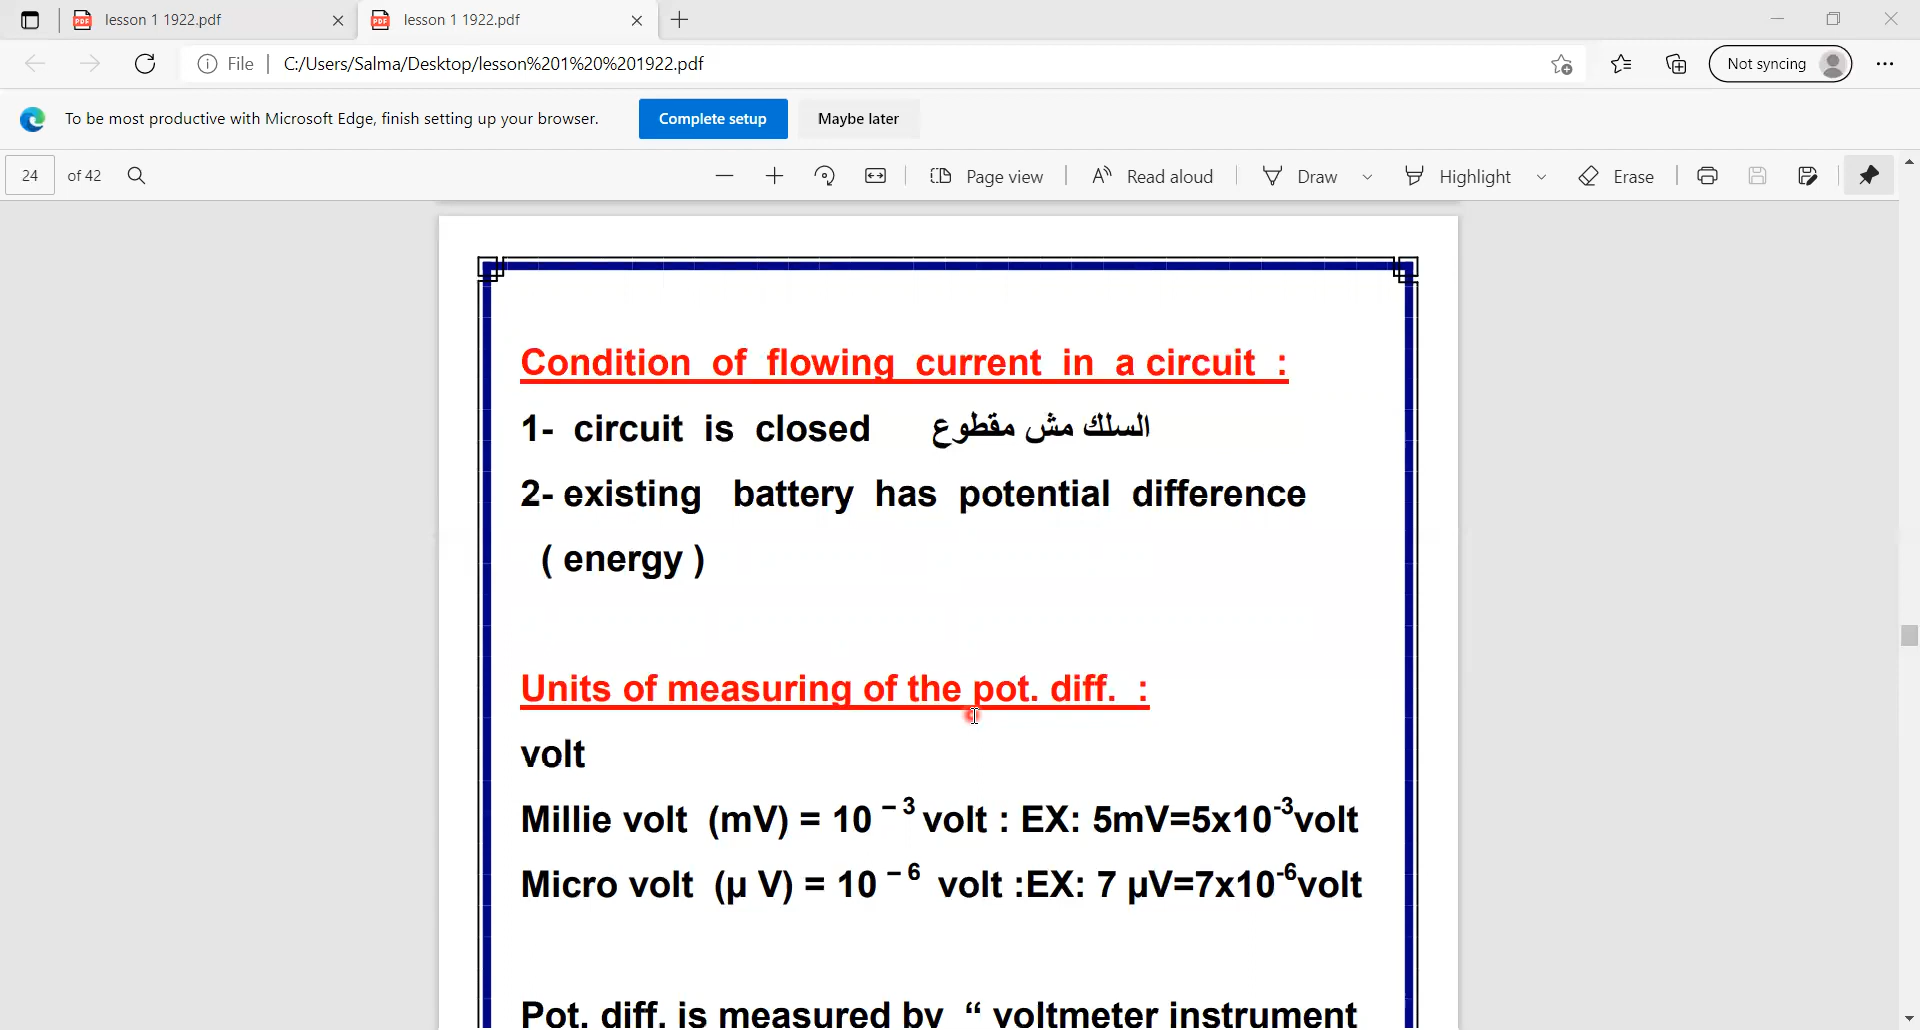 lesson 1 1922.pdf
lesson 1 1922.pdf
File
C:/Users/Salma/Desktop/lesson%201%20%201922.pdf
Not syncing
To be most productive with Microsoft Edge, finish setting up your browser.
Complete setup
Maybe later
24 of 42
Page view
Read aloud
Draw
Highlight
Erase
Condition of flowing current in a circuit :
1- circuit is closed السلك مش مقطوع
2- existing battery has potential difference
( energy )
Units of measuring of the pot. diff. :
volt
Millie volt (mV) = 10 ⁻³ volt : EX: 5mV=5x10⁻³volt
Micro volt (µ V) = 10 ⁻⁶ volt :EX: 7 µV=7x10⁻⁶volt
Pot. diff. is measured by “ voltmeter instrument